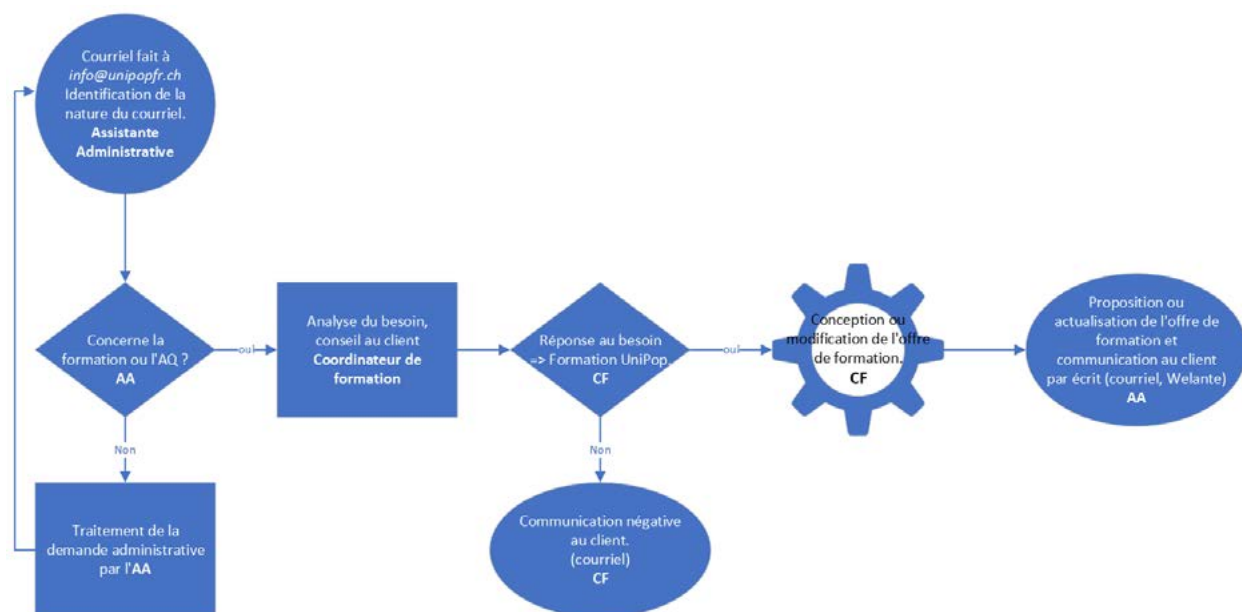 Courriel fait à
info@unipopfr.ch
Identification de la
nature du courriel.
Assistante
Administrative
Concerne la
formation ou l'AQ ?
AA
oui
Analyse du besoin,
conseil au client
Coordinateur de
formation
Réponse au besoin
=> Formation UniPop.
CF
oui
Conception ou
modification de l'offre
de formation.
CF
Proposition ou
actualisation de l'offre de
formation et
communication au client
par écrit (courriel, Welante)
AA
Non
Traitement de la
demande administrative
par l'AA
Non
Communication négative
au client.
(courriel)
CF